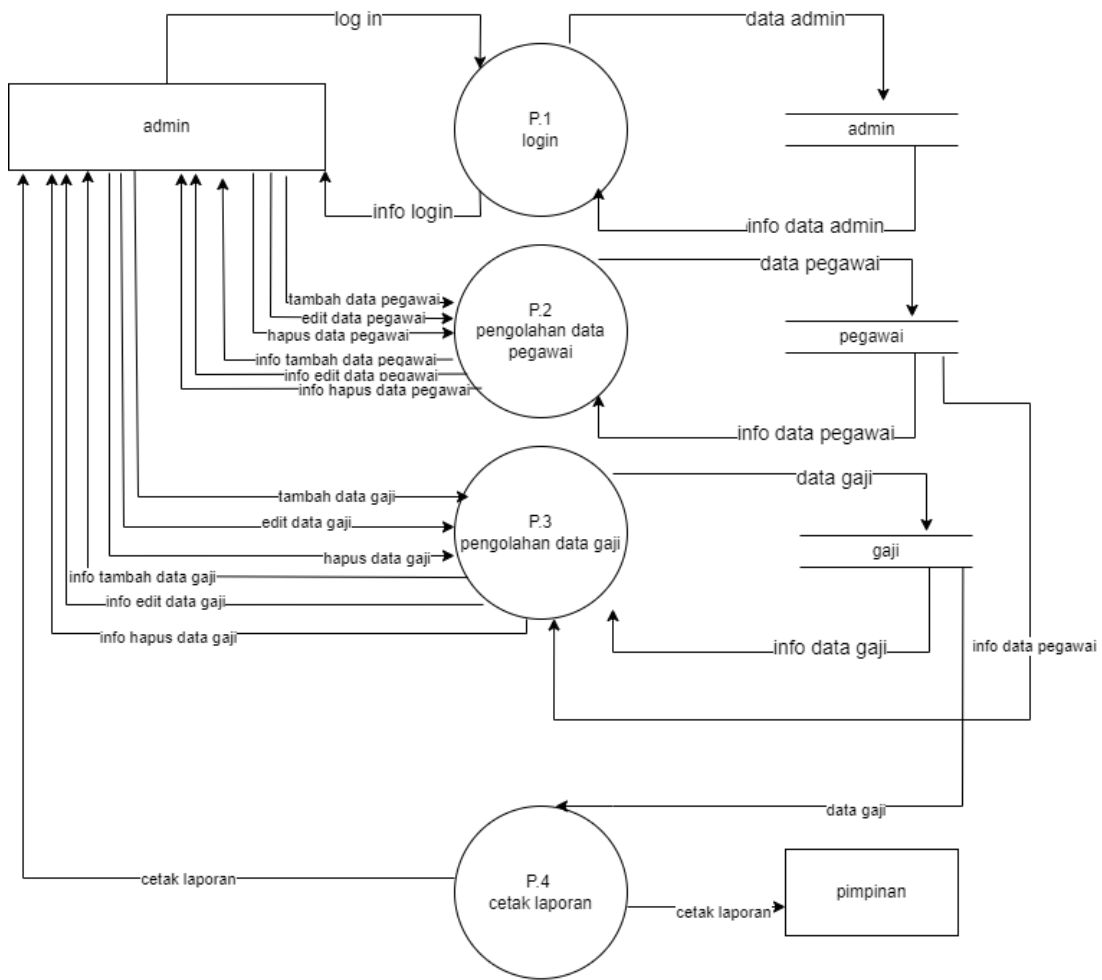 log in
data admin
admin
P.1
login
admin
info login
info data admin
data pegawai
tambah data pegawai
edit data pegawai
hapus data pegawai
info tambah data pegawai
info edit data pegawai
info hapus data pegawai
P.2
pengolahan data
pegawai
pegawai
info data pegawai
data gaji
tambah data gaji
edit data gaji
hapus data gaji
info tambah data gaji
info edit data gaji
info hapus data gaji
P.3
pengolahan data gaji
gaji
info data gaji
info data pegawai
data gaji
cetak laporan
P.4
cetak laporan
cetak laporan
pimpinan